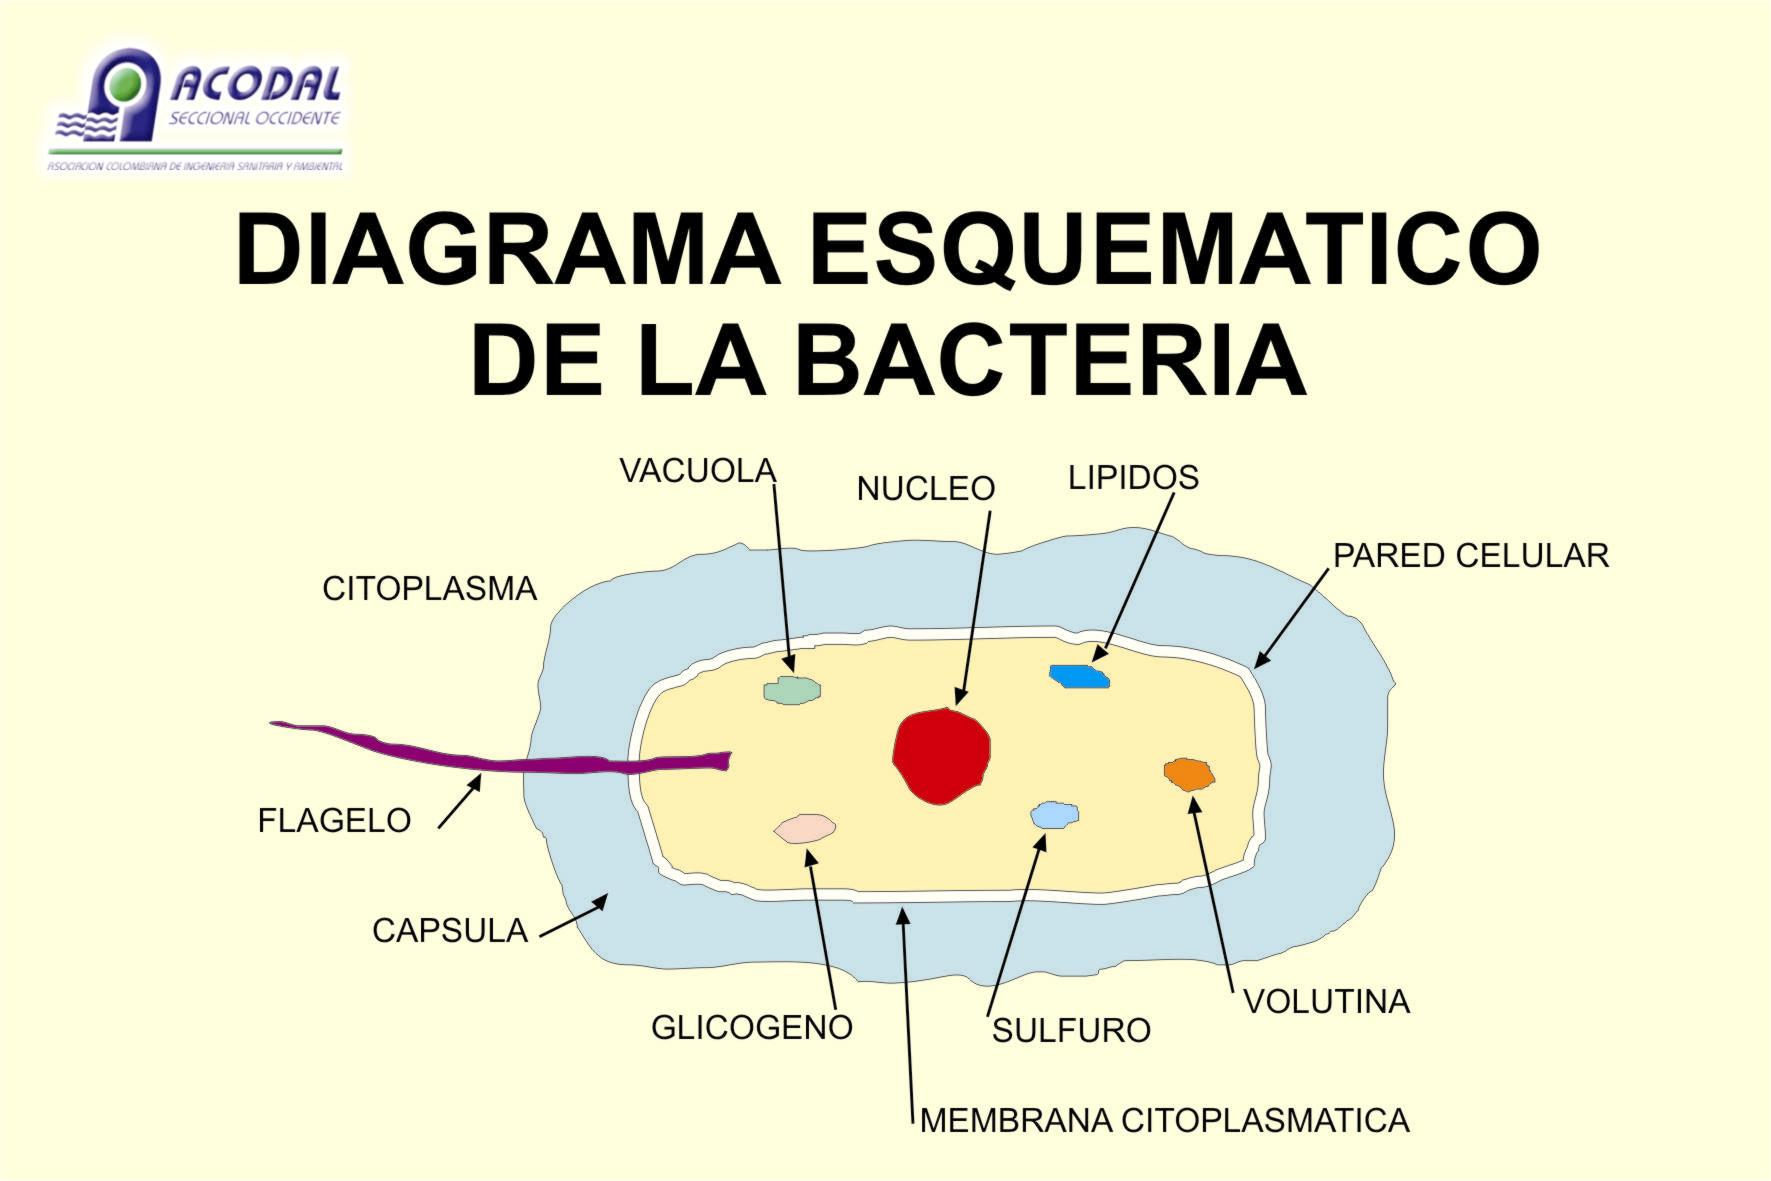 ACODAL
SECCIONAL OCCIDENTE
ASOCIACION COLOMBIANA DE INGENIERIA SANITARIA Y AMBIENTAL
DIAGRAMA ESQUEMATICO
DE LA BACTERIA
VACUOLA
NUCLEO
LIPIDOS
PARED CELULAR
CITOPLASMA
FLAGELO
CAPSULA
GLICOGENO
SULFURO
VOLUTINA
MEMBRANA CITOPLASMATICA